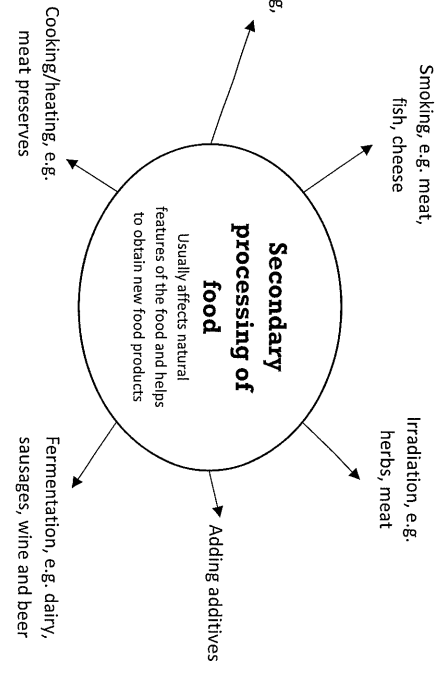 Smoking, e.g. meat,
fish, cheese
Irradiation, e.g.
herbs, meat
Secondary
processing of
food
Usually affects natural
features of the food and helps
to obtain new food products
Adding additives
Cooking/heating, e.g.
meat preserves
Fermentation, e.g. dairy,
sausages, wine and beer